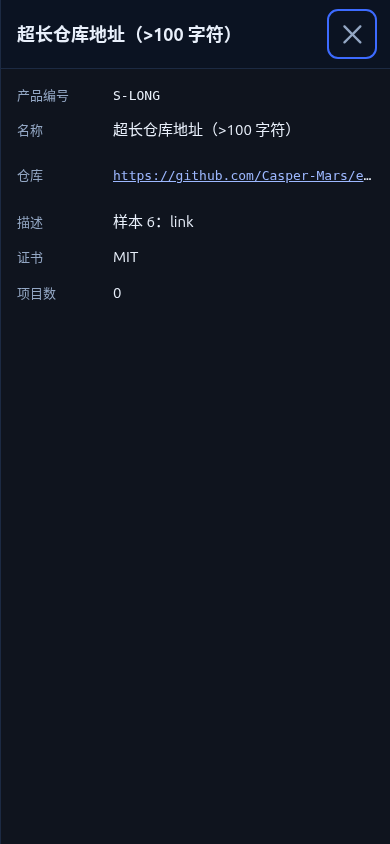 超长仓库地址（>100 字符）
产品编号 S-LONG
名称 超长仓库地址（>100 字符）
仓库 https://github.com/Casper-Mars/e…
描述 样本 6：link
证书 MIT
项目数 0